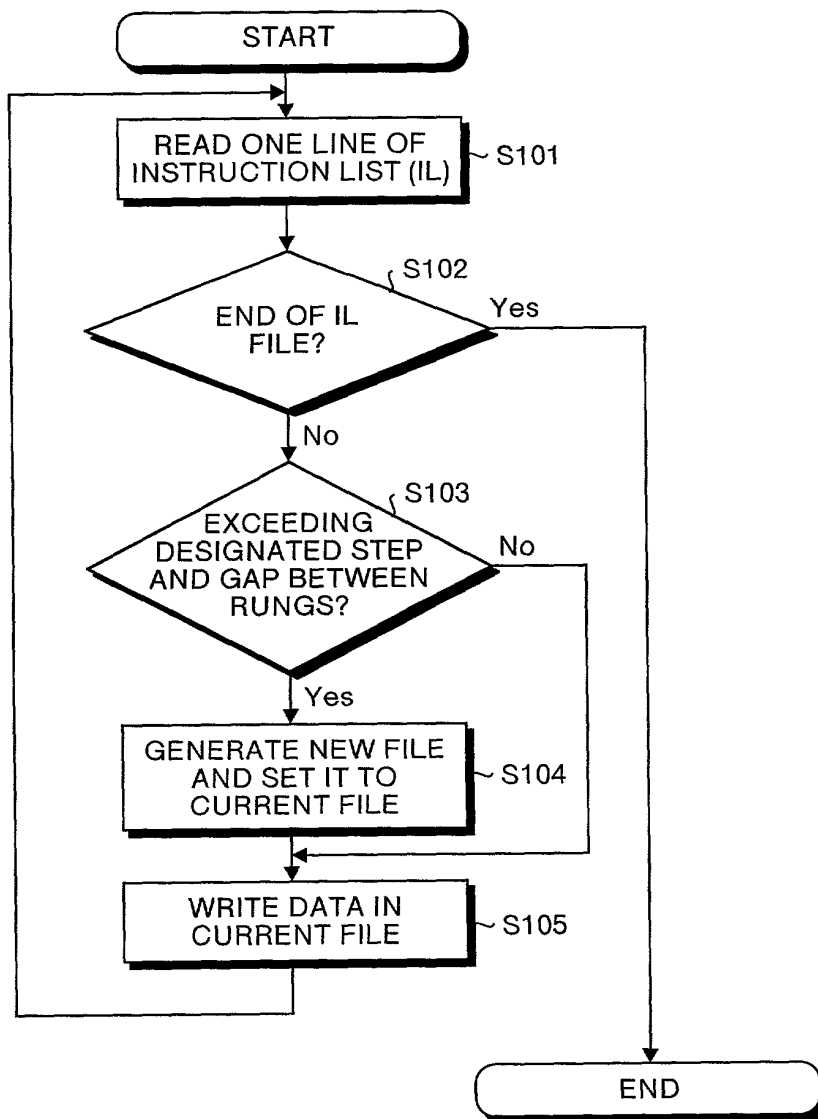 START
READ ONE LINE OF
INSTRUCTION LIST (IL)
S101
S102
END OF IL
FILE?
Yes
No
S103
EXCEEDING
DESIGNATED STEP
AND GAP BETWEEN
RUNGS?
No
Yes
GENERATE NEW FILE
AND SET IT TO
CURRENT FILE
S104
WRITE DATA IN
CURRENT FILE
S105
END